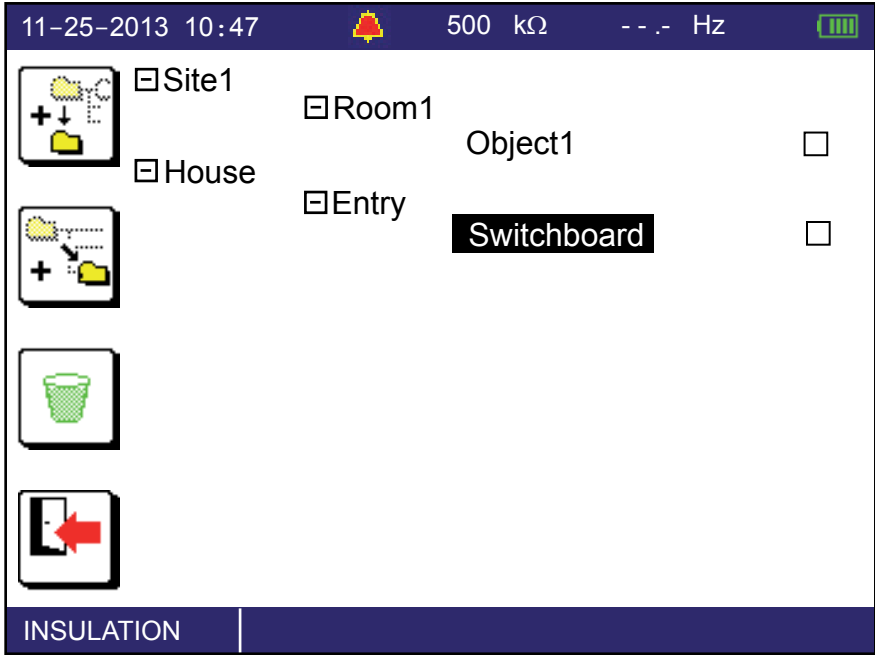 11-25-2013 10:47 500 kΩ - - .- Hz
Site1
Room1
Object1
House
Entry
Switchboard
INSULATION